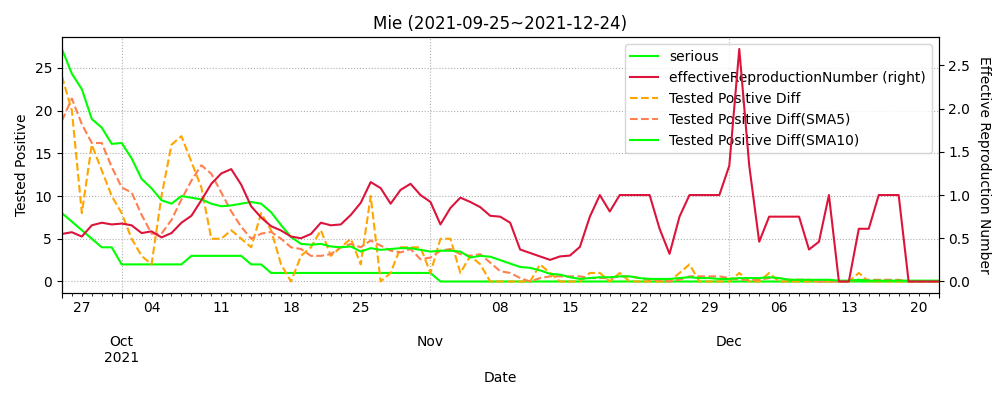 Mie (2021-09-25~2021-12-24)
serious
effectiveReproductionNumber (right)
Tested Positive Diff
Tested Positive Diff(SMA5)
Tested Positive Diff(SMA10)
Tested Positive
25
20
15
10
5
0
Effective Reproduction Number
2.5
2.0
1.5
1.0
0.5
0.0
27 04 11 18 25 08 15 22 29 06 13 20
Oct Nov Dec
2021
Date